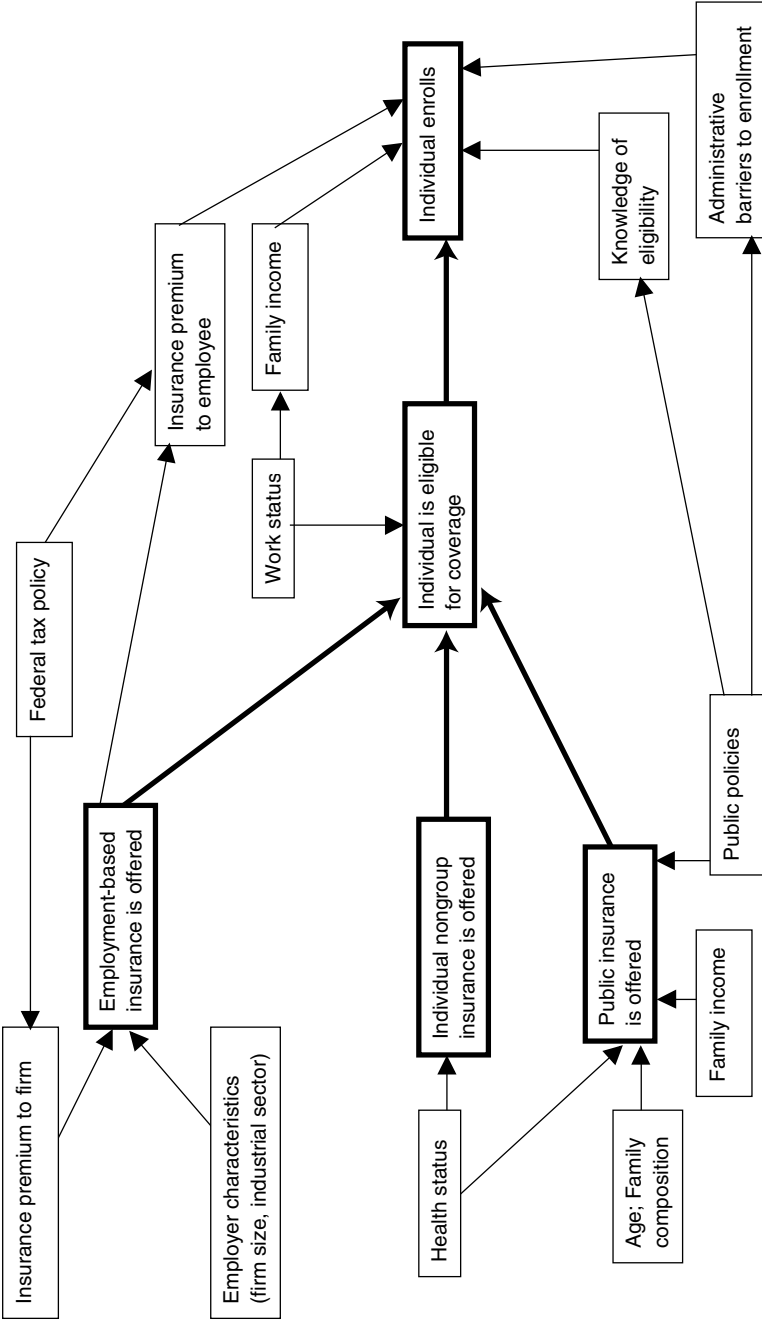 Insurance premium to firm
Federal tax policy
Employer characteristics
(firm size, industrial sector)
Employment-based
insurance is offered
Insurance premium
to employee
Work status
Family income
Health status
Individual nongroup
insurance is offered
Individual is eligible
for coverage
Individual enrolls
Age; Family
composition
Public insurance
is offered
Knowledge of
eligibility
Family income
Public policies
Administrative
barriers to enrollment